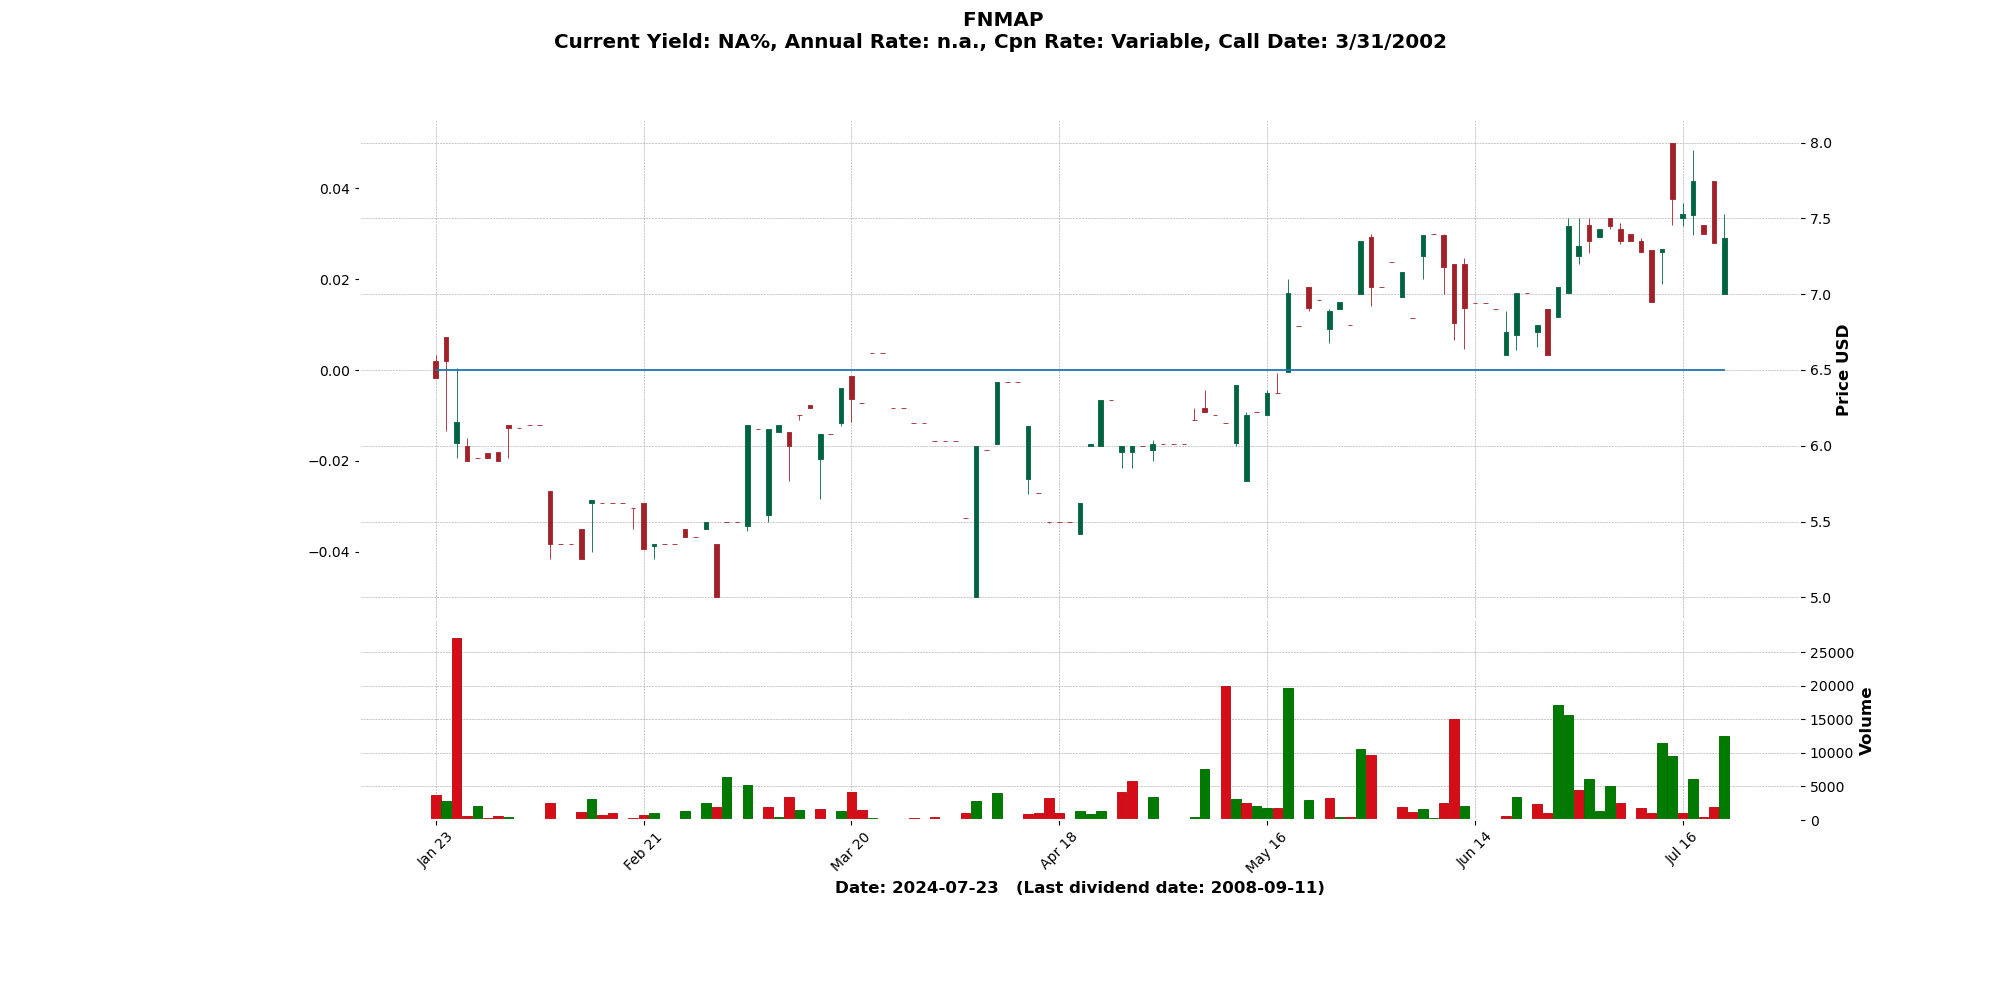 FNMAP
Current Yield: NA%, Annual Rate: n.a., Cpn Rate: Variable, Call Date: 3/31/2002
0.04
0.02
0.00
−0.02
−0.04
8.0
7.5
7.0
6.5
6.0
5.5
5.0
Price USD
25000
20000
15000
10000
5000
0
Volume
Jan 23
Feb 21
Mar 20
Apr 18
May 16
Jun 14
Jul 16
Date: 2024-07-23   (Last dividend date: 2008-09-11)